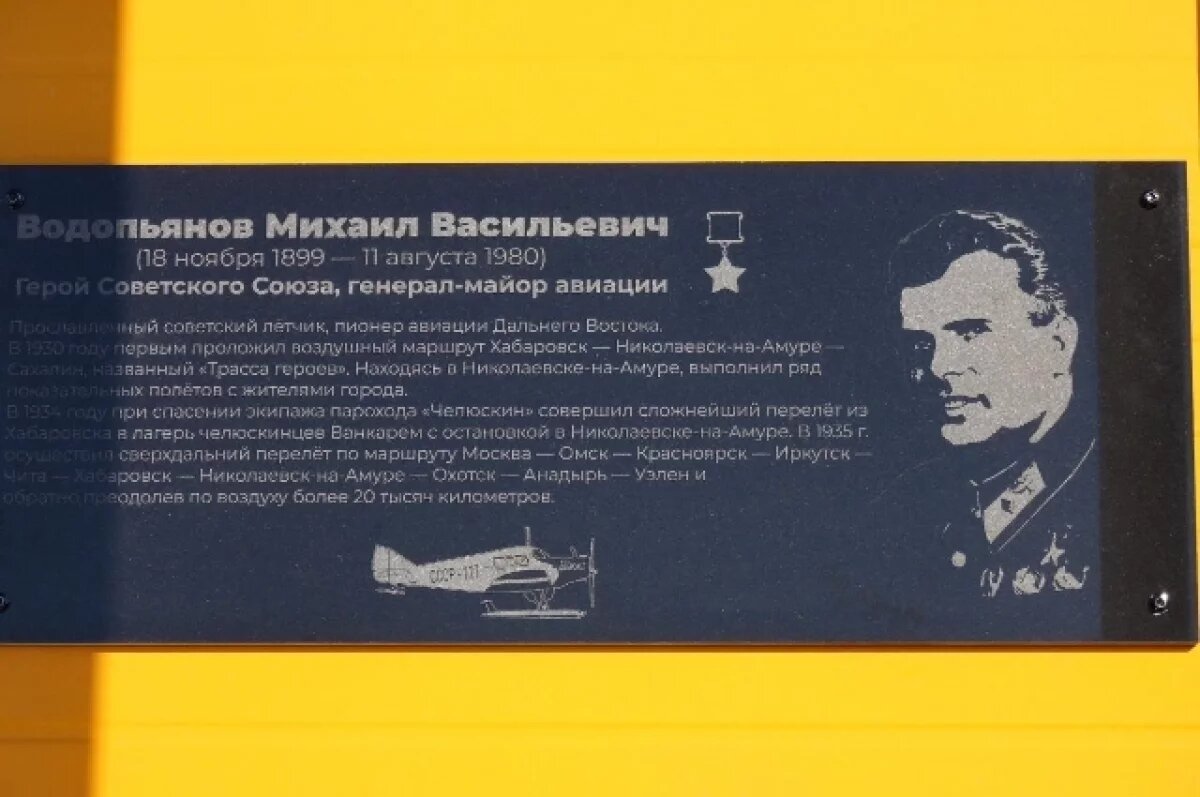 Водопьянов Михаил Васильевич
(18 ноября 1899 — 11 августа 1980)
Герой Советского Союза, генерал-майор авиации
Прославленный советский лётчик, пионер авиации Дальнего Востока.
В 1930 году первым проложил воздушный маршрут Хабаровск — Николаевск-на-Амуре —
Сахалин, названный «Трасса героев». Находясь в Николаевске-на-Амуре, выполнил ряд
показательных полётов с жителями города.
В 1934 году при спасении экипажа парохода «Челюскин» совершил сложнейший перелёт из
Хабаровска в лагерь челюскинцев Ванкарем с остановкой в Николаевске-на-Амуре. В 1935 г.
осуществил сверхдальний перелёт по маршруту Москва — Омск — Красноярск — Иркутск —
Чита — Хабаровск — Николаевск-на-Амуре — Охотск — Анадырь — Уэлен и
обратно преодолев по воздуху более 20 тысяч километров.
СССР-177